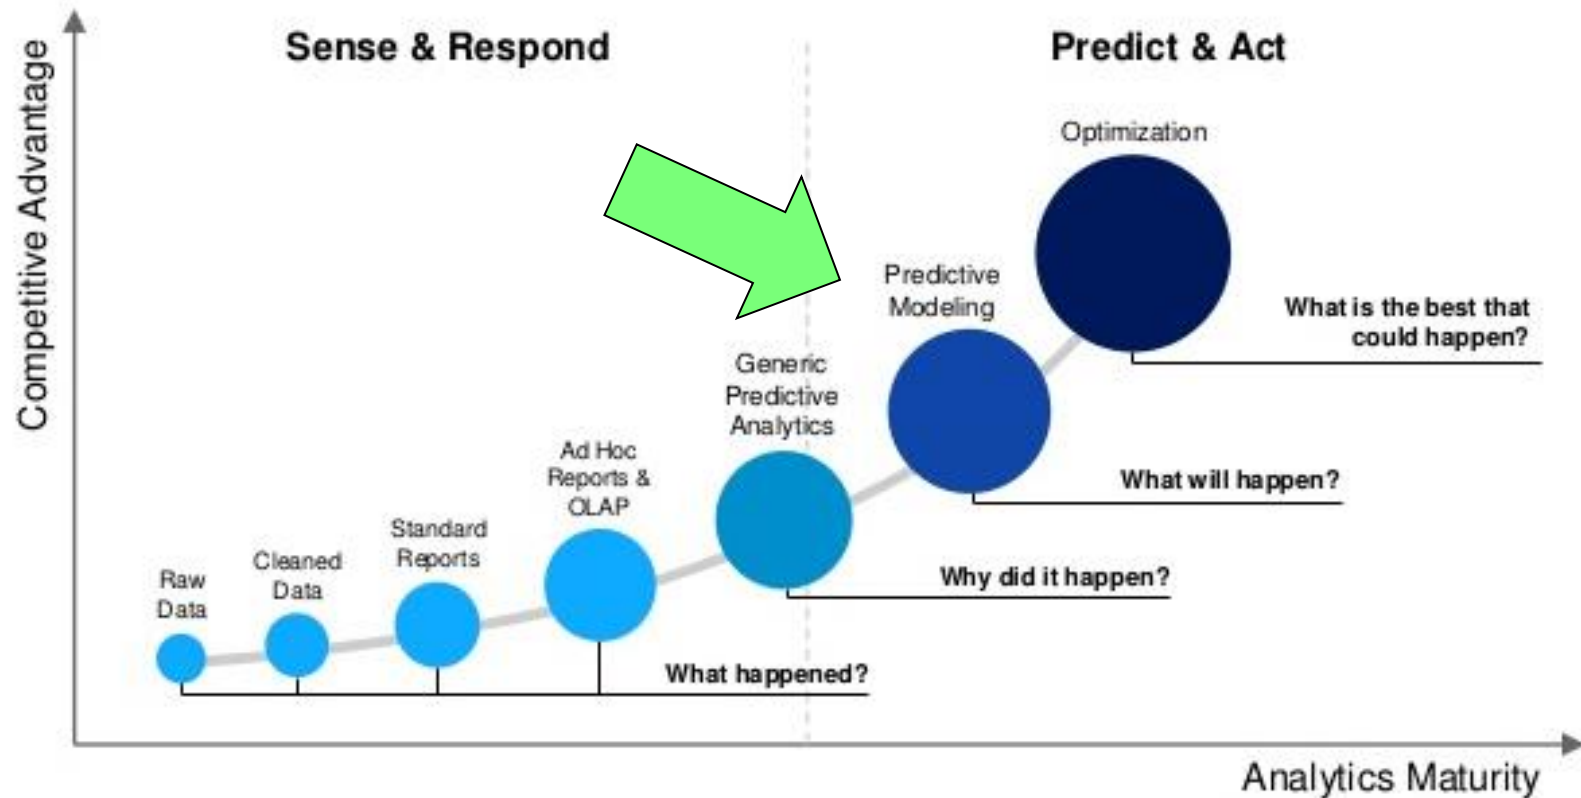 Sense & Respond
Predict & Act
Competitive Advantage
Optimization
Predictive
Modeling
What is the best that
could happen?
Generic
Predictive
Analytics
What will happen?
Ad Hoc
Reports &
OLAP
Why did it happen?
Standard
Reports
Cleaned
Data
Raw
Data
What happened?
Analytics Maturity